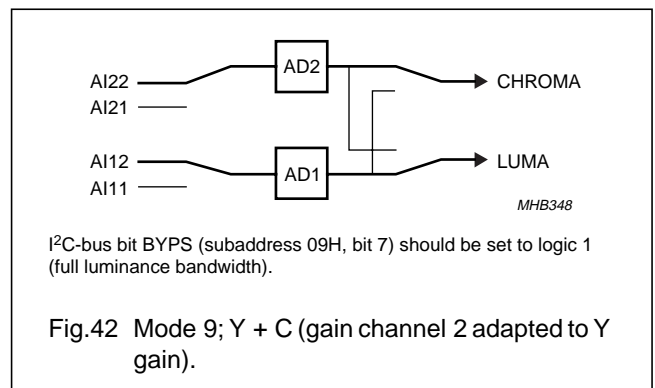 AI22
AI21
AD2
CHROMA
AI12
AI11
AD1
LUMA
MHB348
I²C-bus bit BYPS (subaddress 09H, bit 7) should be set to logic 1
(full luminance bandwidth).
Fig.42 Mode 9; Y + C (gain channel 2 adapted to Y
gain).